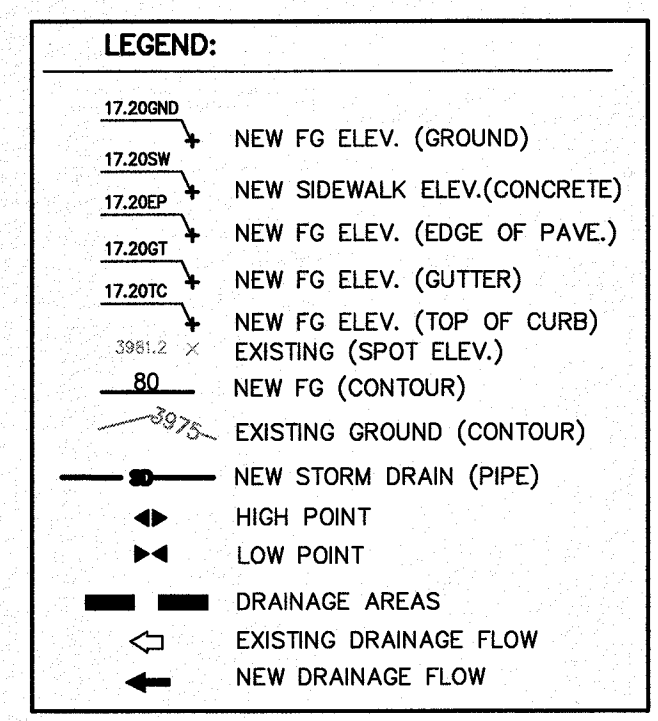 LEGEND:
17.20GND
NEW FG ELEV. (GROUND)
17.20SW
NEW SIDEWALK ELEV.(CONCRETE)
17.20EP
NEW FG ELEV. (EDGE OF PAVE.)
17.20GT
NEW FG ELEV. (GUTTER)
17.20TC
NEW FG ELEV. (TOP OF CURB)
3981.2 EXISTING (SPOT ELEV.)
80 NEW FG (CONTOUR)
3975 EXISTING GROUND (CONTOUR)
SD NEW STORM DRAIN (PIPE)
HIGH POINT
LOW POINT
DRAINAGE AREAS
EXISTING DRAINAGE FLOW
NEW DRAINAGE FLOW